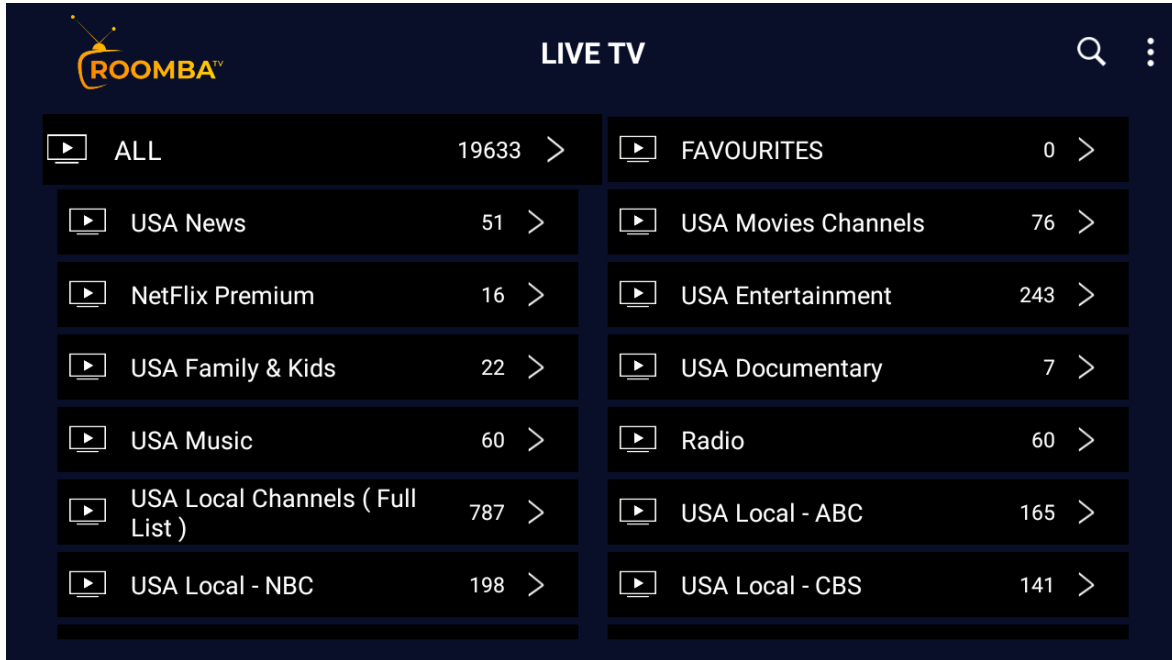 ROOMBA TV
LIVE TV
ALL 19633
FAVOURITES 0
USA News 51
USA Movies Channels 76
NetFlix Premium 16
USA Entertainment 243
USA Family & Kids 22
USA Documentary 7
USA Music 60
Radio 60
USA Local Channels ( Full
List ) 787
USA Local - ABC 165
USA Local - NBC 198
USA Local - CBS 141